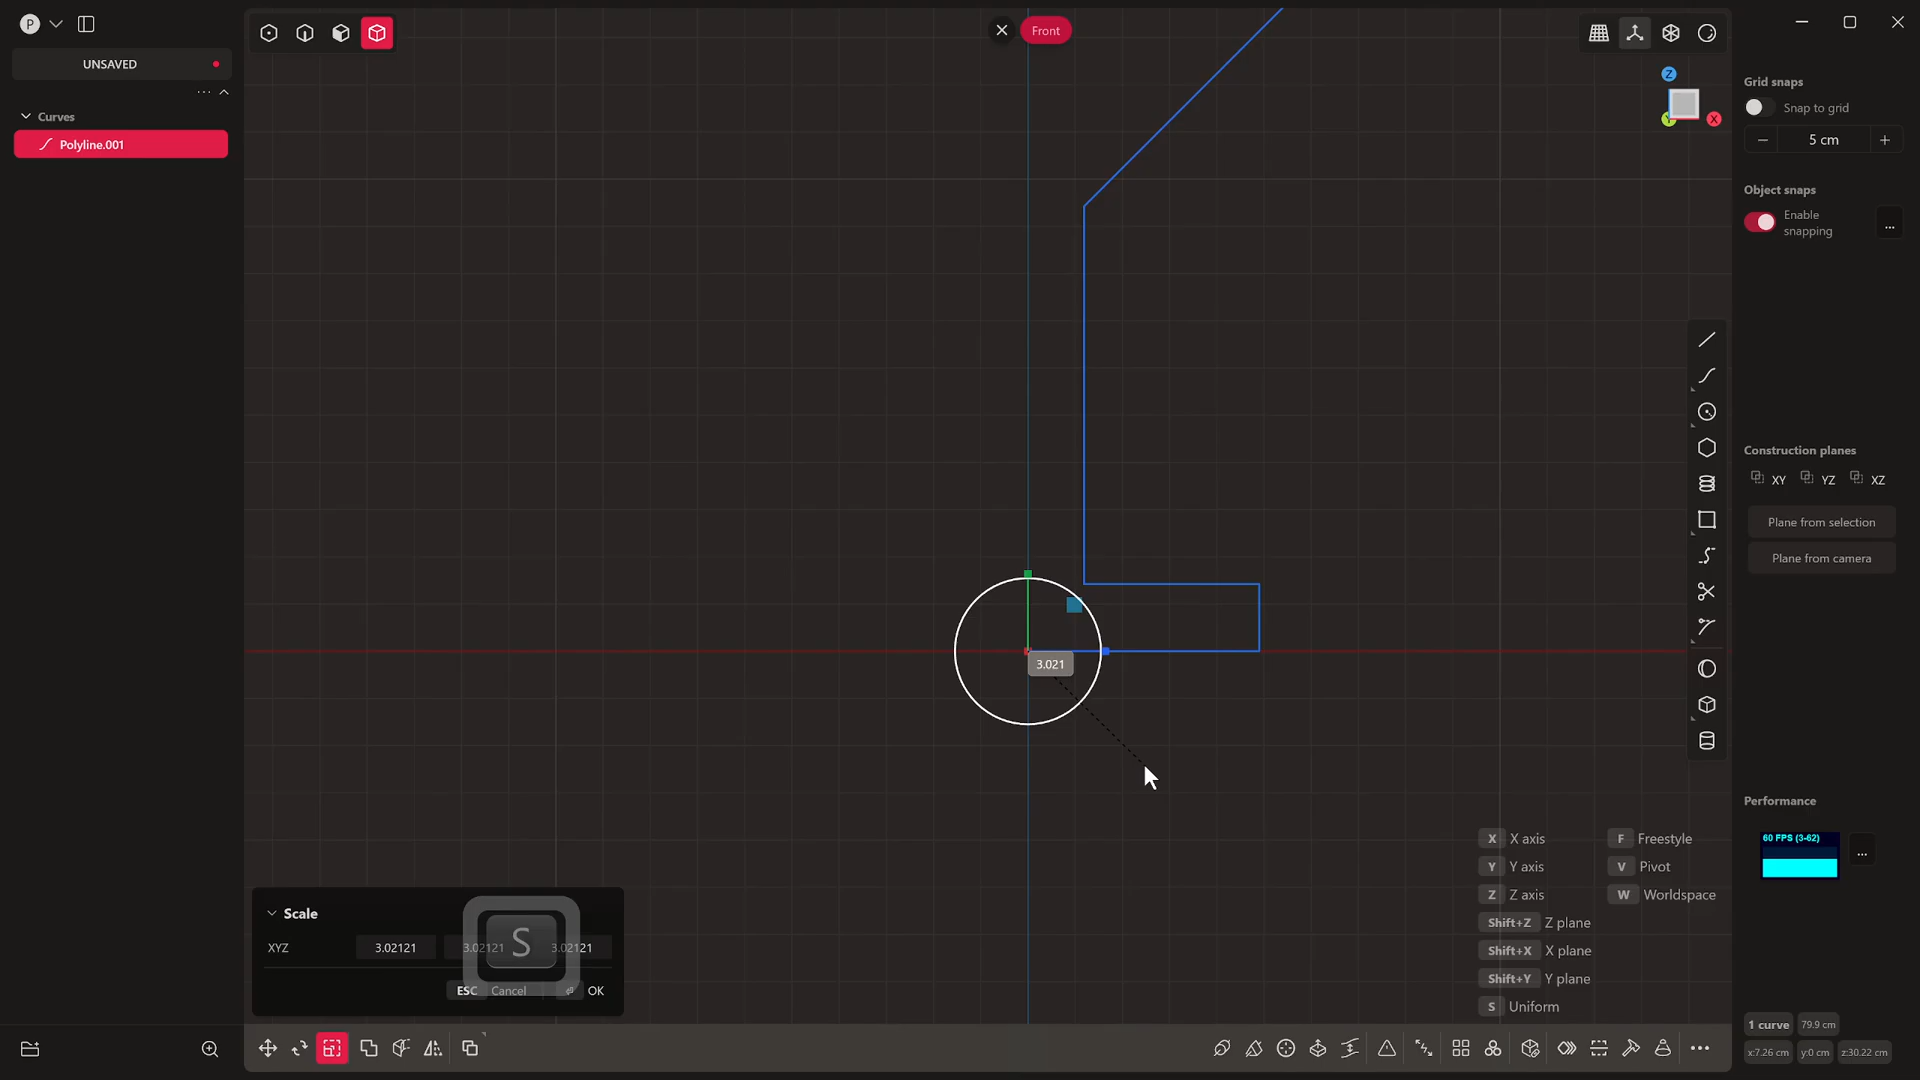 P
UNSAVED
...
Curves
Polyline.001
Front
Z
Y
X
Grid snaps
Snap to grid
5 cm
Object snaps
Enable
snapping
...
Construction planes
XY
YZ
XZ
Plane from selection
Plane from camera
Performance
60 FPS (3-62)
...
3.021
X X axis
F Freestyle
Y Y axis
V Pivot
Z Z axis
W Worldspace
Shift+Z Z plane
Shift+X X plane
Shift+Y Y plane
S Uniform
Scale
XYZ
3.02121
3.02121
3.02121
S
ESC Cancel
OK
1 curve
79.9 cm
x:7.26 cm
y:0 cm
z:30.22 cm